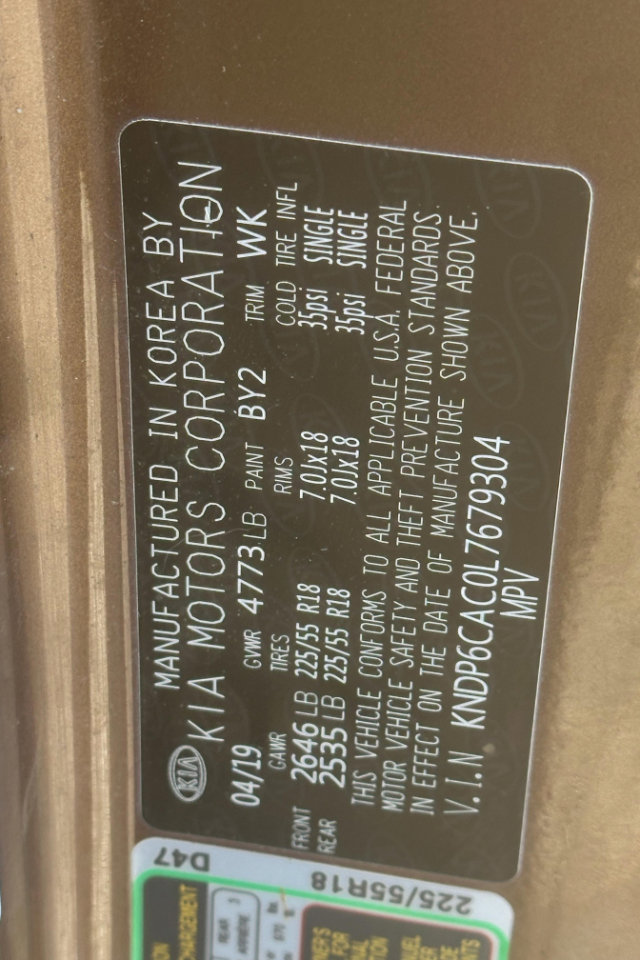 MANUFACTURED IN KOREA BY
KIA KIA MOTORS CORPORATION
04/19 GVWR 4773LB PAINT BY2 TRIM WK
GAWR TIRES RIMS COLD TIRE INFL
FRONT 2646LB 225/55 R18 7.0Jx18 35psi SINGLE
REAR 2535LB 225/55 R18 7.0Jx18 35psi SINGLE
THIS VEHICLE CONFORMS TO ALL APPLICABLE U.S.A. FEDERAL
MOTOR VEHICLE SAFETY AND THEFT PREVENTION STANDARDS
IN EFFECT ON THE DATE OF MANUFACTURE SHOWN ABOVE.
V.I.N KNDP6CAC0L7679304
MPV
D47
225/55R18
REAR